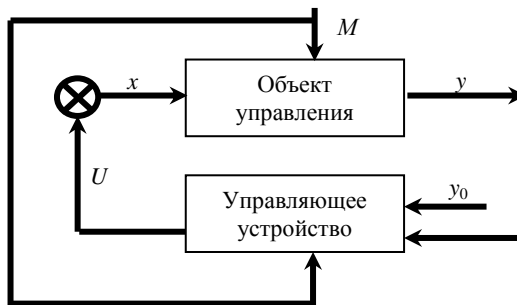 M
x
Объект
управления
y
U
Управляющее
устройство
y0